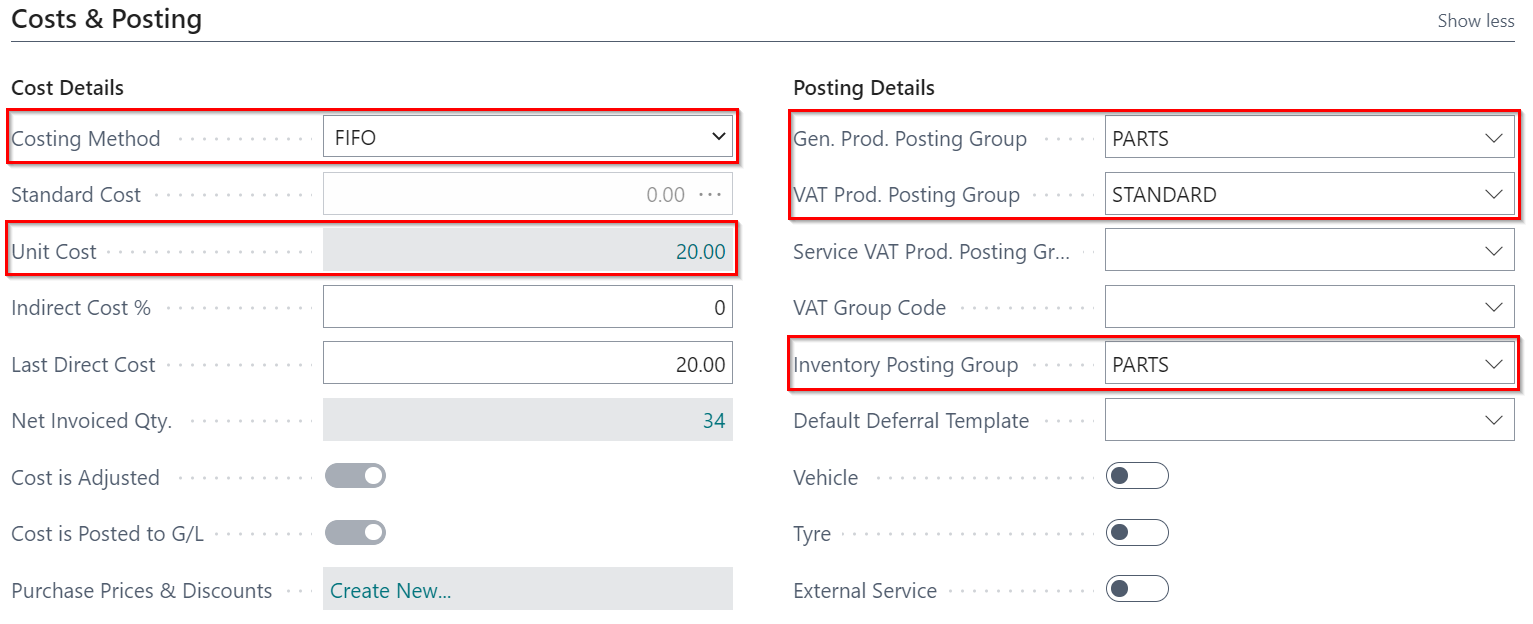 Costs & Posting
Show less
Cost Details
Costing Method FIFO
Standard Cost 0.00 ...
Unit Cost 20.00
Indirect Cost % 0
Last Direct Cost 20.00
Net Invoiced Qty. 34
Cost is Adjusted
Cost is Posted to G/L
Purchase Prices & Discounts Create New...
Posting Details
Gen. Prod. Posting Group PARTS
VAT Prod. Posting Group STANDARD
Service VAT Prod. Posting Gr...
VAT Group Code
Inventory Posting Group PARTS
Default Deferral Template
Vehicle
Tyre
External Service